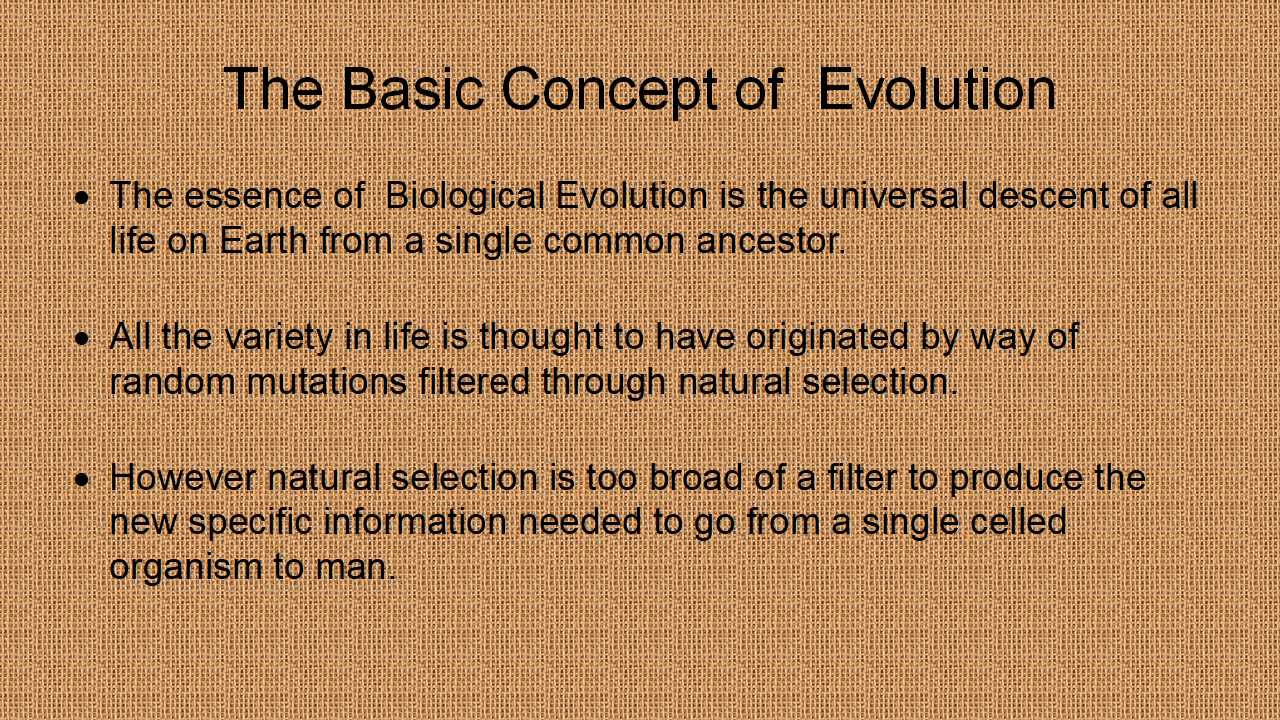 The Basic Concept of  Evolution
• The essence of  Biological Evolution is the universal descent of all
life on Earth from a single common ancestor.
• All the variety in life is thought to have originated by way of
random mutations filtered through natural selection.
• However natural selection is too broad of a filter to produce the
new specific information needed to go from a single celled
organism to man.